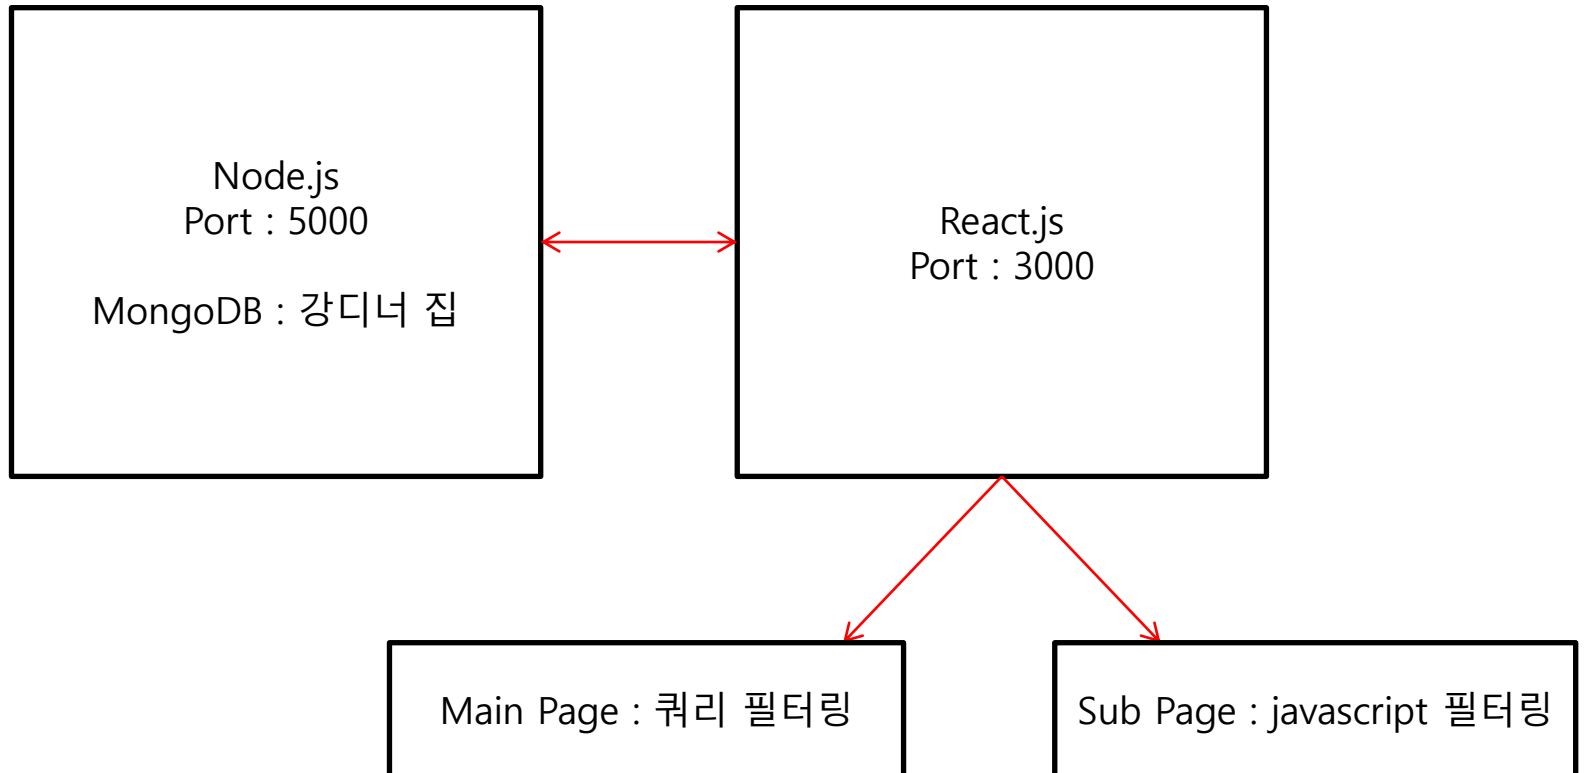 Node.js
Port : 5000
MongoDB : 강디너 집
React.js
Port : 3000
Main Page : 쿼리 필터링
Sub Page : javascript 필터링